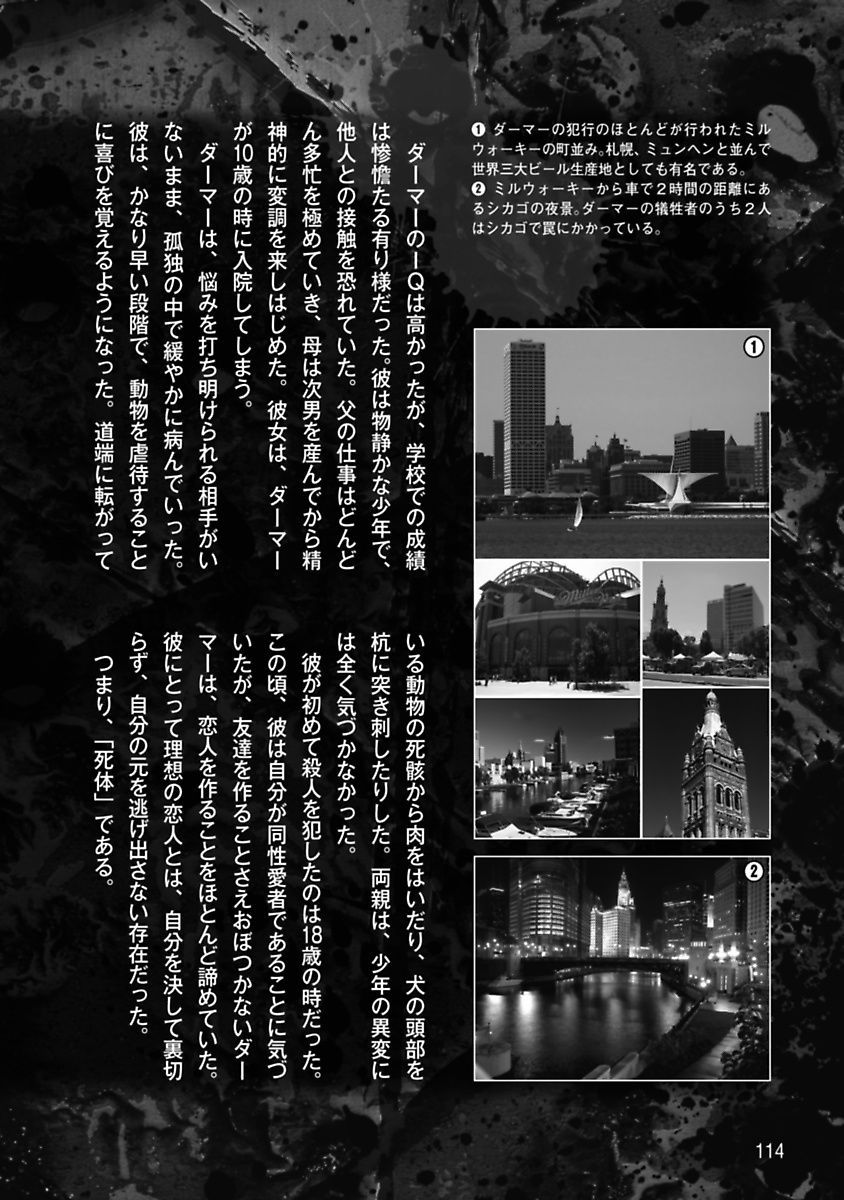 ❶ ダーマーの犯行のほとんどが行われたミル
ウォーキーの町並み。札幌、ミュンヘンと並んで
世界三大ビール生産地としても有名である。
❷ ミルウォーキーから車で2時間の距離にあ
るシカゴの夜景。ダーマーの犠牲者のうち2人
はシカゴで罠にかかっている。
❶
❷
ダーマーのIQは高かったが、学校での成績
は惨憺たる有り様だった。彼は物静かな少年で、
他人との接触を恐れていた。父の仕事はどんど
ん多忙を極めていき、母は次男を産んでから精
神的に変調を来しはじめた。彼女は、ダーマー
が10歳の時に入院してしまう。
ダーマーは、悩みを打ち明けられる相手がい
ないまま、孤独の中で緩やかに病んでいった。
彼は、かなり早い段階で、動物を虐待すること
に喜びを覚えるようになった。道端に転がって
いる動物の死骸から肉をはいだり、犬の頭部を
杭に突き刺したりした。両親は、少年の異変に
は全く気づかなかった。
彼が初めて殺人を犯したのは18歳の時だった。
この頃、彼は自分が同性愛者であることに気づ
いたが、友達を作ることさえおぼつかないダー
マーは、恋人を作ることをほとんど諦めていた。
彼にとって理想の恋人とは、自分を決して裏切
らず、自分の元を逃げ出さない存在だった。
つまり、「死体」である。
114